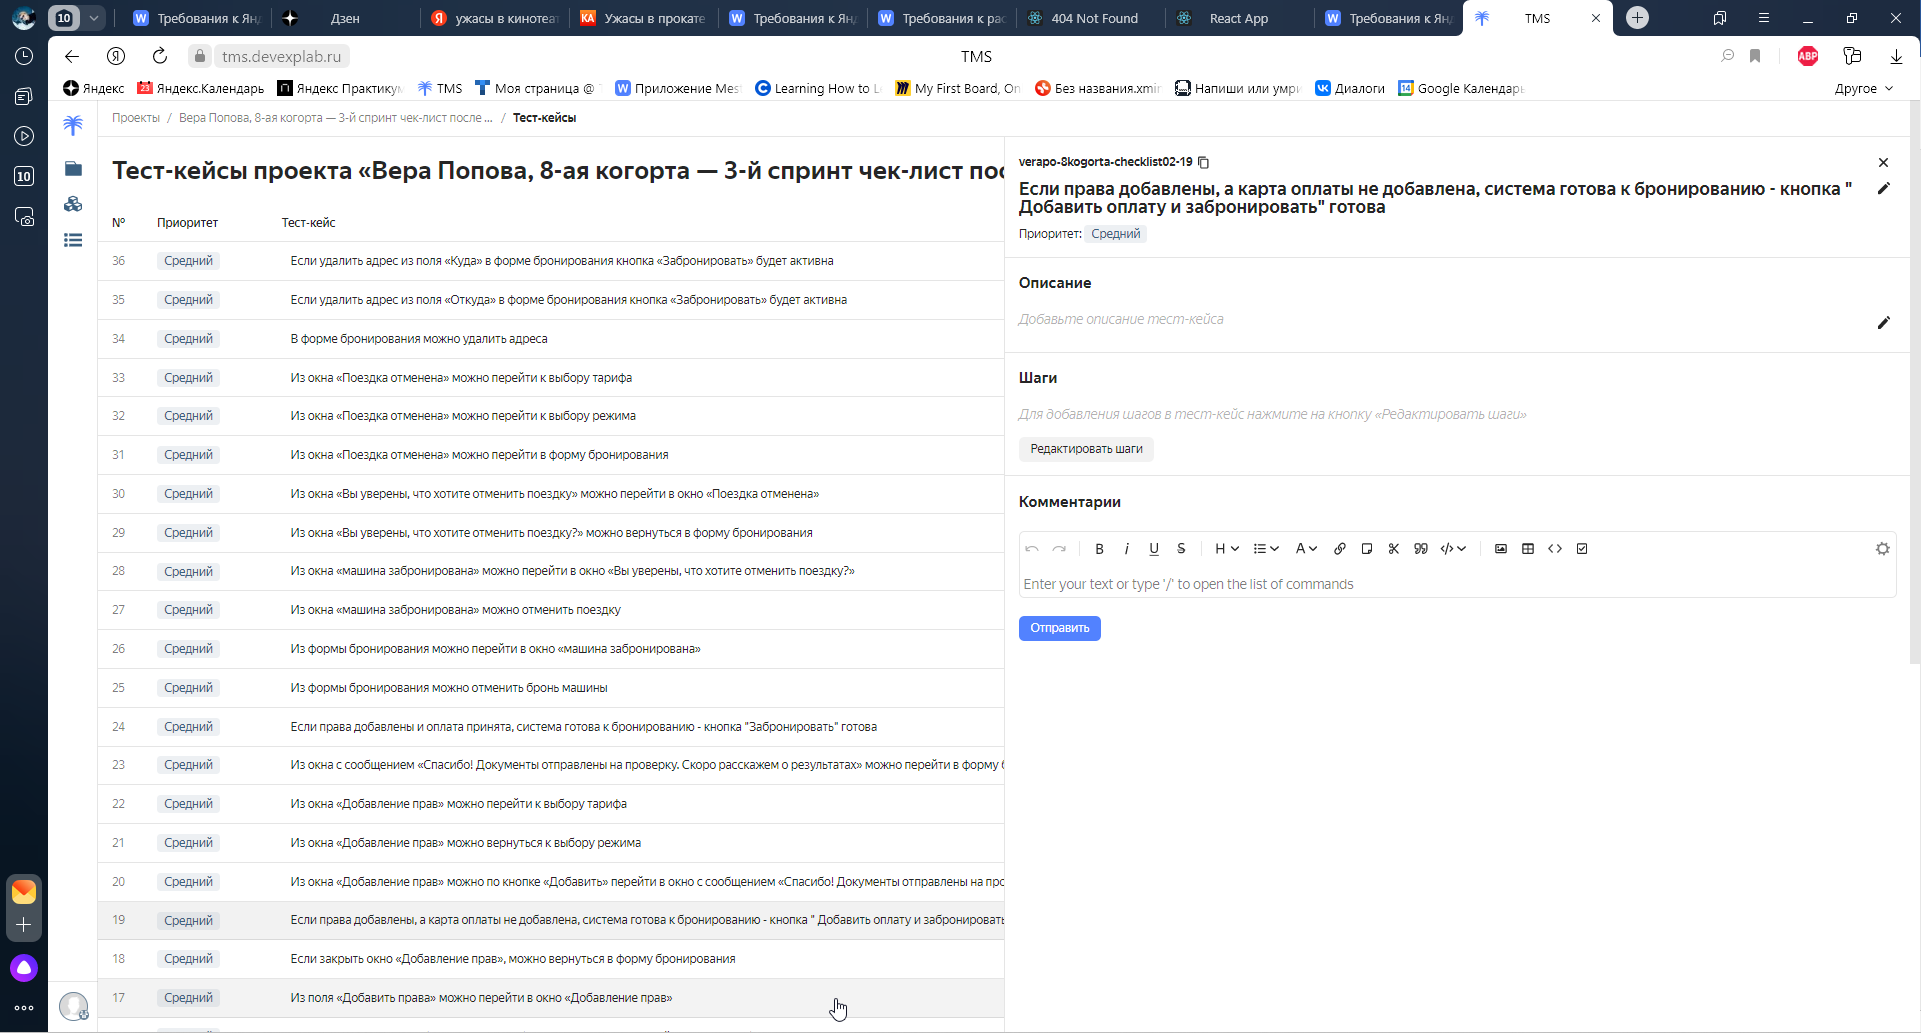 10
Требования к Янд
Дзен
ужасы в кинотеат
Ужасы в прокате
Требования к Янд
Требования к рас
404 Not Found
React App
Требования к Янд
TMS
tms.devexplab.ru
TMS
ABP
Яндекс
Яндекс.Календарь
Яндекс Практикум
TMS
Моя страница @
Приложение Mes
Learning How to L
My First Board, On
Без названия.xmin
Напиши или умри
Диалоги
Google Календарь
Другое
Проекты / Вера Попова, 8-ая когорта — 3-й спринт чек-лист после ... / Тест-кейсы
Тест-кейсы проекта «Вера Попова, 8-ая когорта — 3-й спринт чек-лист пос
№ Приоритет Тест-кейс
36 Средний Если удалить адрес из поля «Куда» в форме бронирования кнопка «Забронировать» будет активна
35 Средний Если удалить адрес из поля «Откуда» в форме бронирования кнопка «Забронировать» будет активна
34 Средний В форме бронирования можно удалить адреса
33 Средний Из окна «Поездка отменена» можно перейти к выбору тарифа
32 Средний Из окна «Поездка отменена» можно перейти к выбору режима
31 Средний Из окна «Поездка отменена» можно перейти в форму бронирования
30 Средний Из окна «Вы уверены, что хотите отменить поездку» можно перейти в окно «Поездка отменена»
29 Средний Из окна «Вы уверены, что хотите отменить поездку?» можно вернуться в форму бронирования
28 Средний Из окна «машина забронирована» можно перейти в окно «Вы уверены, что хотите отменить поездку?»
27 Средний Из окна «машина забронирована» можно отменить поездку
26 Средний Из формы бронирования можно перейти в окно «машина забронирована»
25 Средний Из формы бронирования можно отменить бронь машины
24 Средний Если права добавлены и оплата принята, система готова к бронированию - кнопка "Забронировать" готова
23 Средний Из окна с сообщением «Спасибо! Документы отправлены на проверку. Скоро расскажем о результатах» можно перейти в форму б
22 Средний Из окна «Добавление прав» можно перейти к выбору тарифа
21 Средний Из окна «Добавление прав» можно вернуться к выбору режима
20 Средний Из окна «Добавление прав» можно по кнопке «Добавить» перейти в окно с сообщением «Спасибо! Документы отправлены на про
19 Средний Если права добавлены, а карта оплаты не добавлена, система готова к бронированию - кнопка " Добавить оплату и забронировать
18 Средний Если закрыть окно «Добавление прав», можно вернуться в форму бронирования
17 Средний Из поля «Добавить права» можно перейти в окно «Добавление прав»
verapo-8kogorta-checklist02-19
Если права добавлены, а карта оплаты не добавлена, система готова к бронированию - кнопка "
Добавить оплату и забронировать" готова
Приоритет: Средний
Описание
Добавьте описание тест-кейса
Шаги
Для добавления шагов в тест-кейс нажмите на кнопку «Редактировать шаги»
Редактировать шаги
Комментарии
Enter your text or type '/' to open the list of commands
Отправить